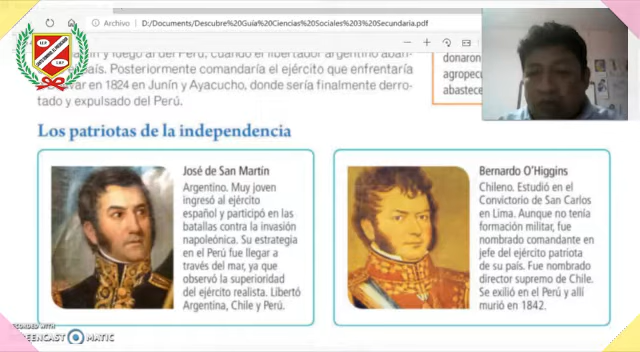 Archivo
D:/Documents/Descubre%20Guía%20Ciencias%20Sociales%203%20Secundaria.pdf
y luego al del Perú, cuando el libertador argentino aban-
país. Posteriormente comandaría el ejército que enfrentaría
en 1824 en Junín y Ayacucho, donde sería finalmente derro-
tado y expulsado del Perú.
donaron
agropecu
abastece
Los patriotas de la independencia
José de San Martín
Argentino. Muy joven
ingresó al ejército
español y participó en las
batallas contra la invasión
napoleónica. Su estrategia
en el Perú fue llegar a
través del mar, ya que
observó la superioridad
del ejército realista. Libertó
Argentina, Chile y Perú.
Bernardo O’Higgins
Chileno. Estudió en el
Convictorio de San Carlos
en Lima. Aunque no tenía
formación militar, fue
nombrado comandante en
jefe del ejército patriota
de su país. Fue nombrado
director supremo de Chile.
Se exilió en el Perú y allí
murió en 1842.
RECORDED WITH
SCREENCAST MATIC